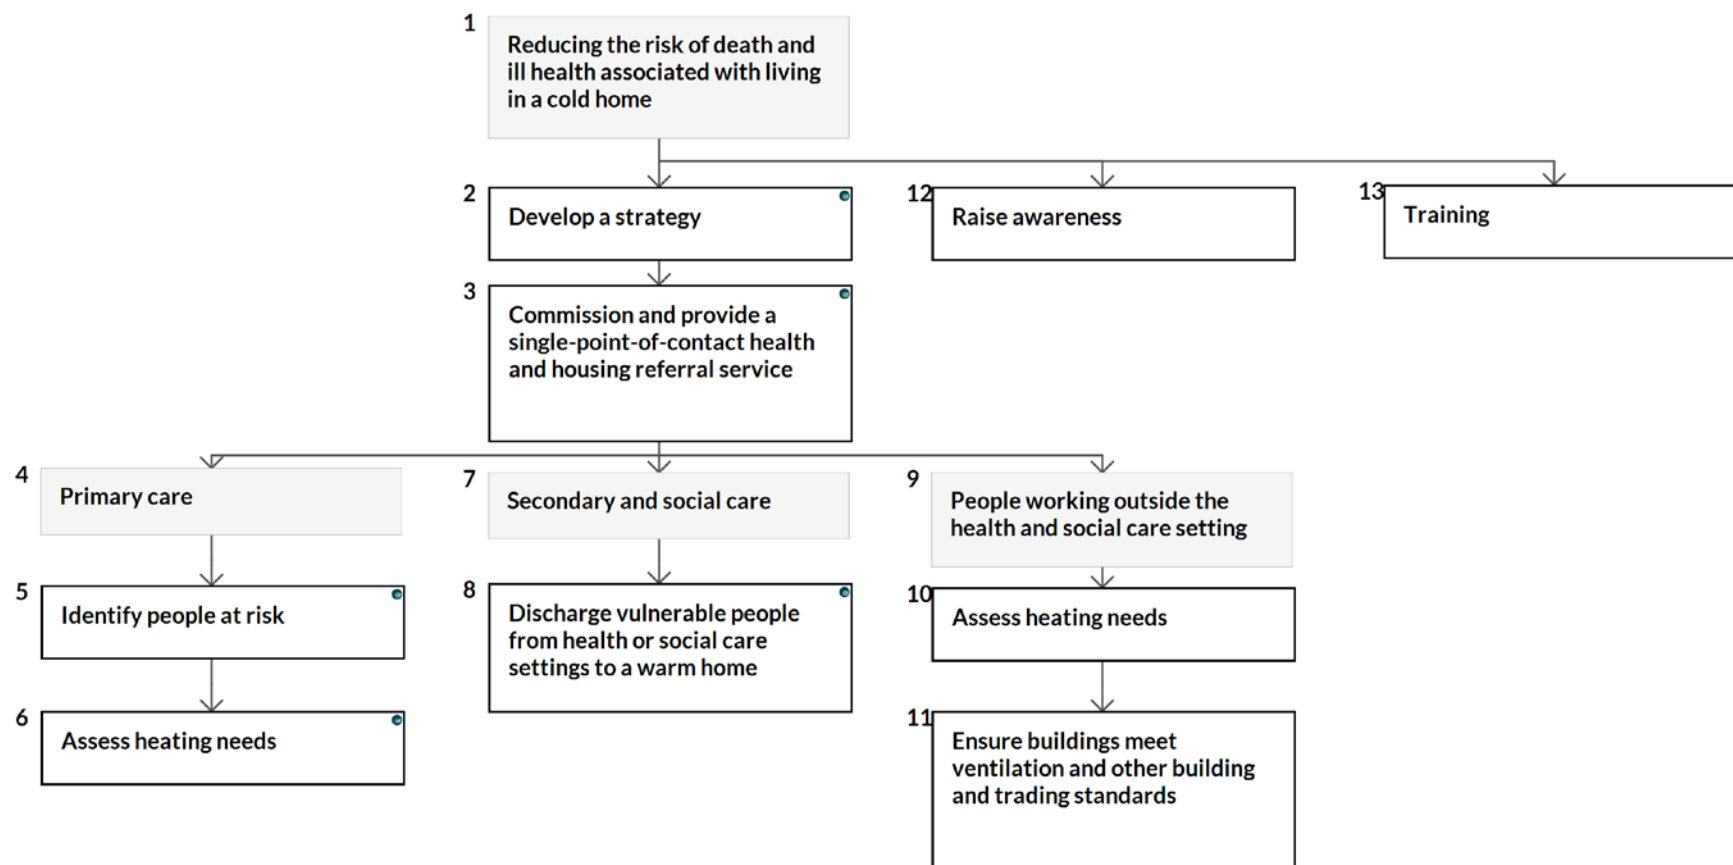 1
Reducing the risk of death and
ill health associated with living
in a cold home
2
Develop a strategy
12
Raise awareness
13
Training
3
Commission and provide a
single-point-of-contact health
and housing referral service
4
Primary care
7
Secondary and social care
9
People working outside the
health and social care setting
5
Identify people at risk
8
Discharge vulnerable people
from health or social care
settings to a warm home
10
Assess heating needs
6
Assess heating needs
11
Ensure buildings meet
ventilation and other building
and trading standards